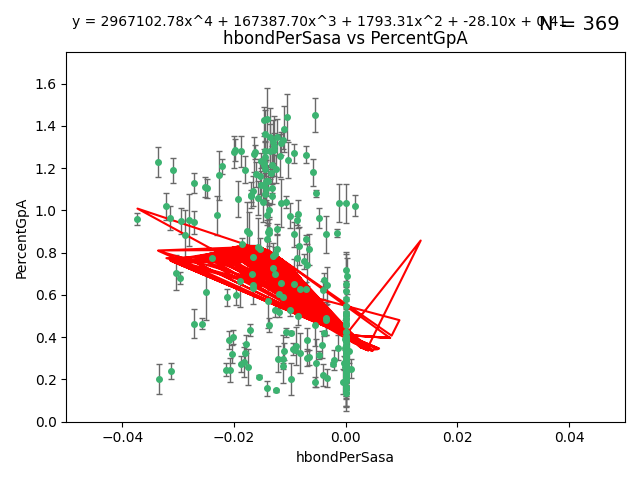 y = 2967102.78x^4 + 167387.70x^3 + 1793.31x^2 + -28.10x + 0.41
N = 369
hbondPerSasa vs PercentGpA
PercentGpA
1.6
1.4
1.2
1.0
0.8
0.6
0.4
0.2
0.0
−0.04 −0.02 0.00 0.02 0.04
hbondPerSasa